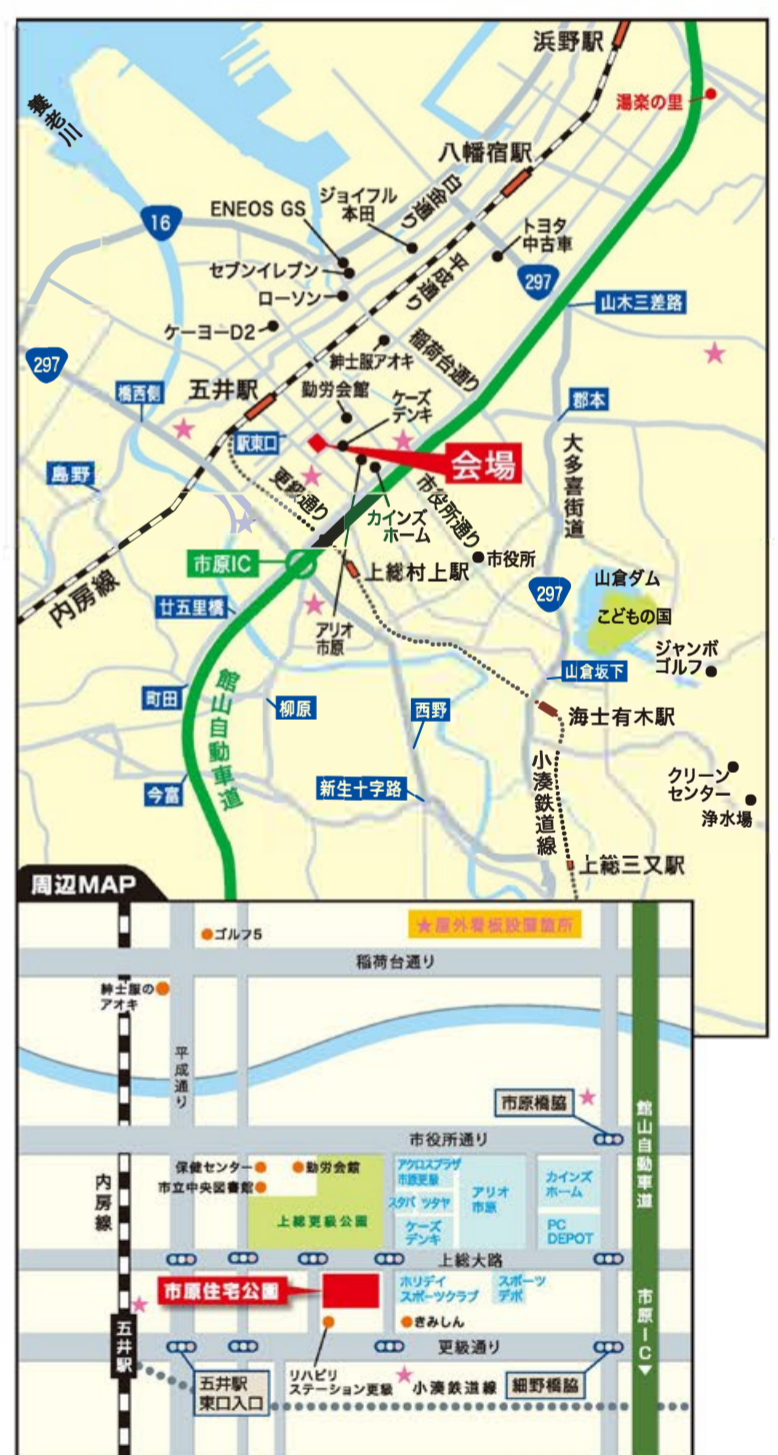 浜野駅
湯楽の里
養老川
八幡宿駅
白金通り
ジョイフル
本田
ENEOS GS
16
セブンイレブン
トヨタ
中古車
平成通り
297
ローソン
山木三差路
ケーヨーD2
紳士服アオキ
稲荷台通り
297
橋西側
五井駅
勤労会館
ケーズ
デンキ
郡本
駅東口
会場
大多喜街道
島野
更級通り
カインズ
ホーム
市役所通り
市役所
市原IC
上総村上駅
山倉ダム
内房線
廿五里橋
297
こどもの国
アリオ
市原
ジャンボ
ゴルフ
山倉坂下
町田
館山自動車道
柳原
西野
海士有木駅
小湊鉄道線
クリーン
センター
今富
新生十字路
浄水場
上総三又駅
周辺MAP
ゴルフ5
★屋外看板設置箇所
稲荷台通り
紳士服の
アオキ
平成通り
市原橋脇
館山自動車道
市役所通り
内房線
保健センター
勤労会館
市立中央図書館
上総更級公園
アクロスプラザ
市原更級
スタバ ツタヤ
ケーズ
デンキ
アリオ
市原
カインズ
ホーム
PC
DEPOT
上総大路
市原住宅公園
ホリデイ
スポーツクラブ
スポーツ
デポ
市原IC▼
きみしん
五井駅
更級通り
五井駅
東口入口
リハビリ
ステーション更級
小湊鉄道線
細野橋脇